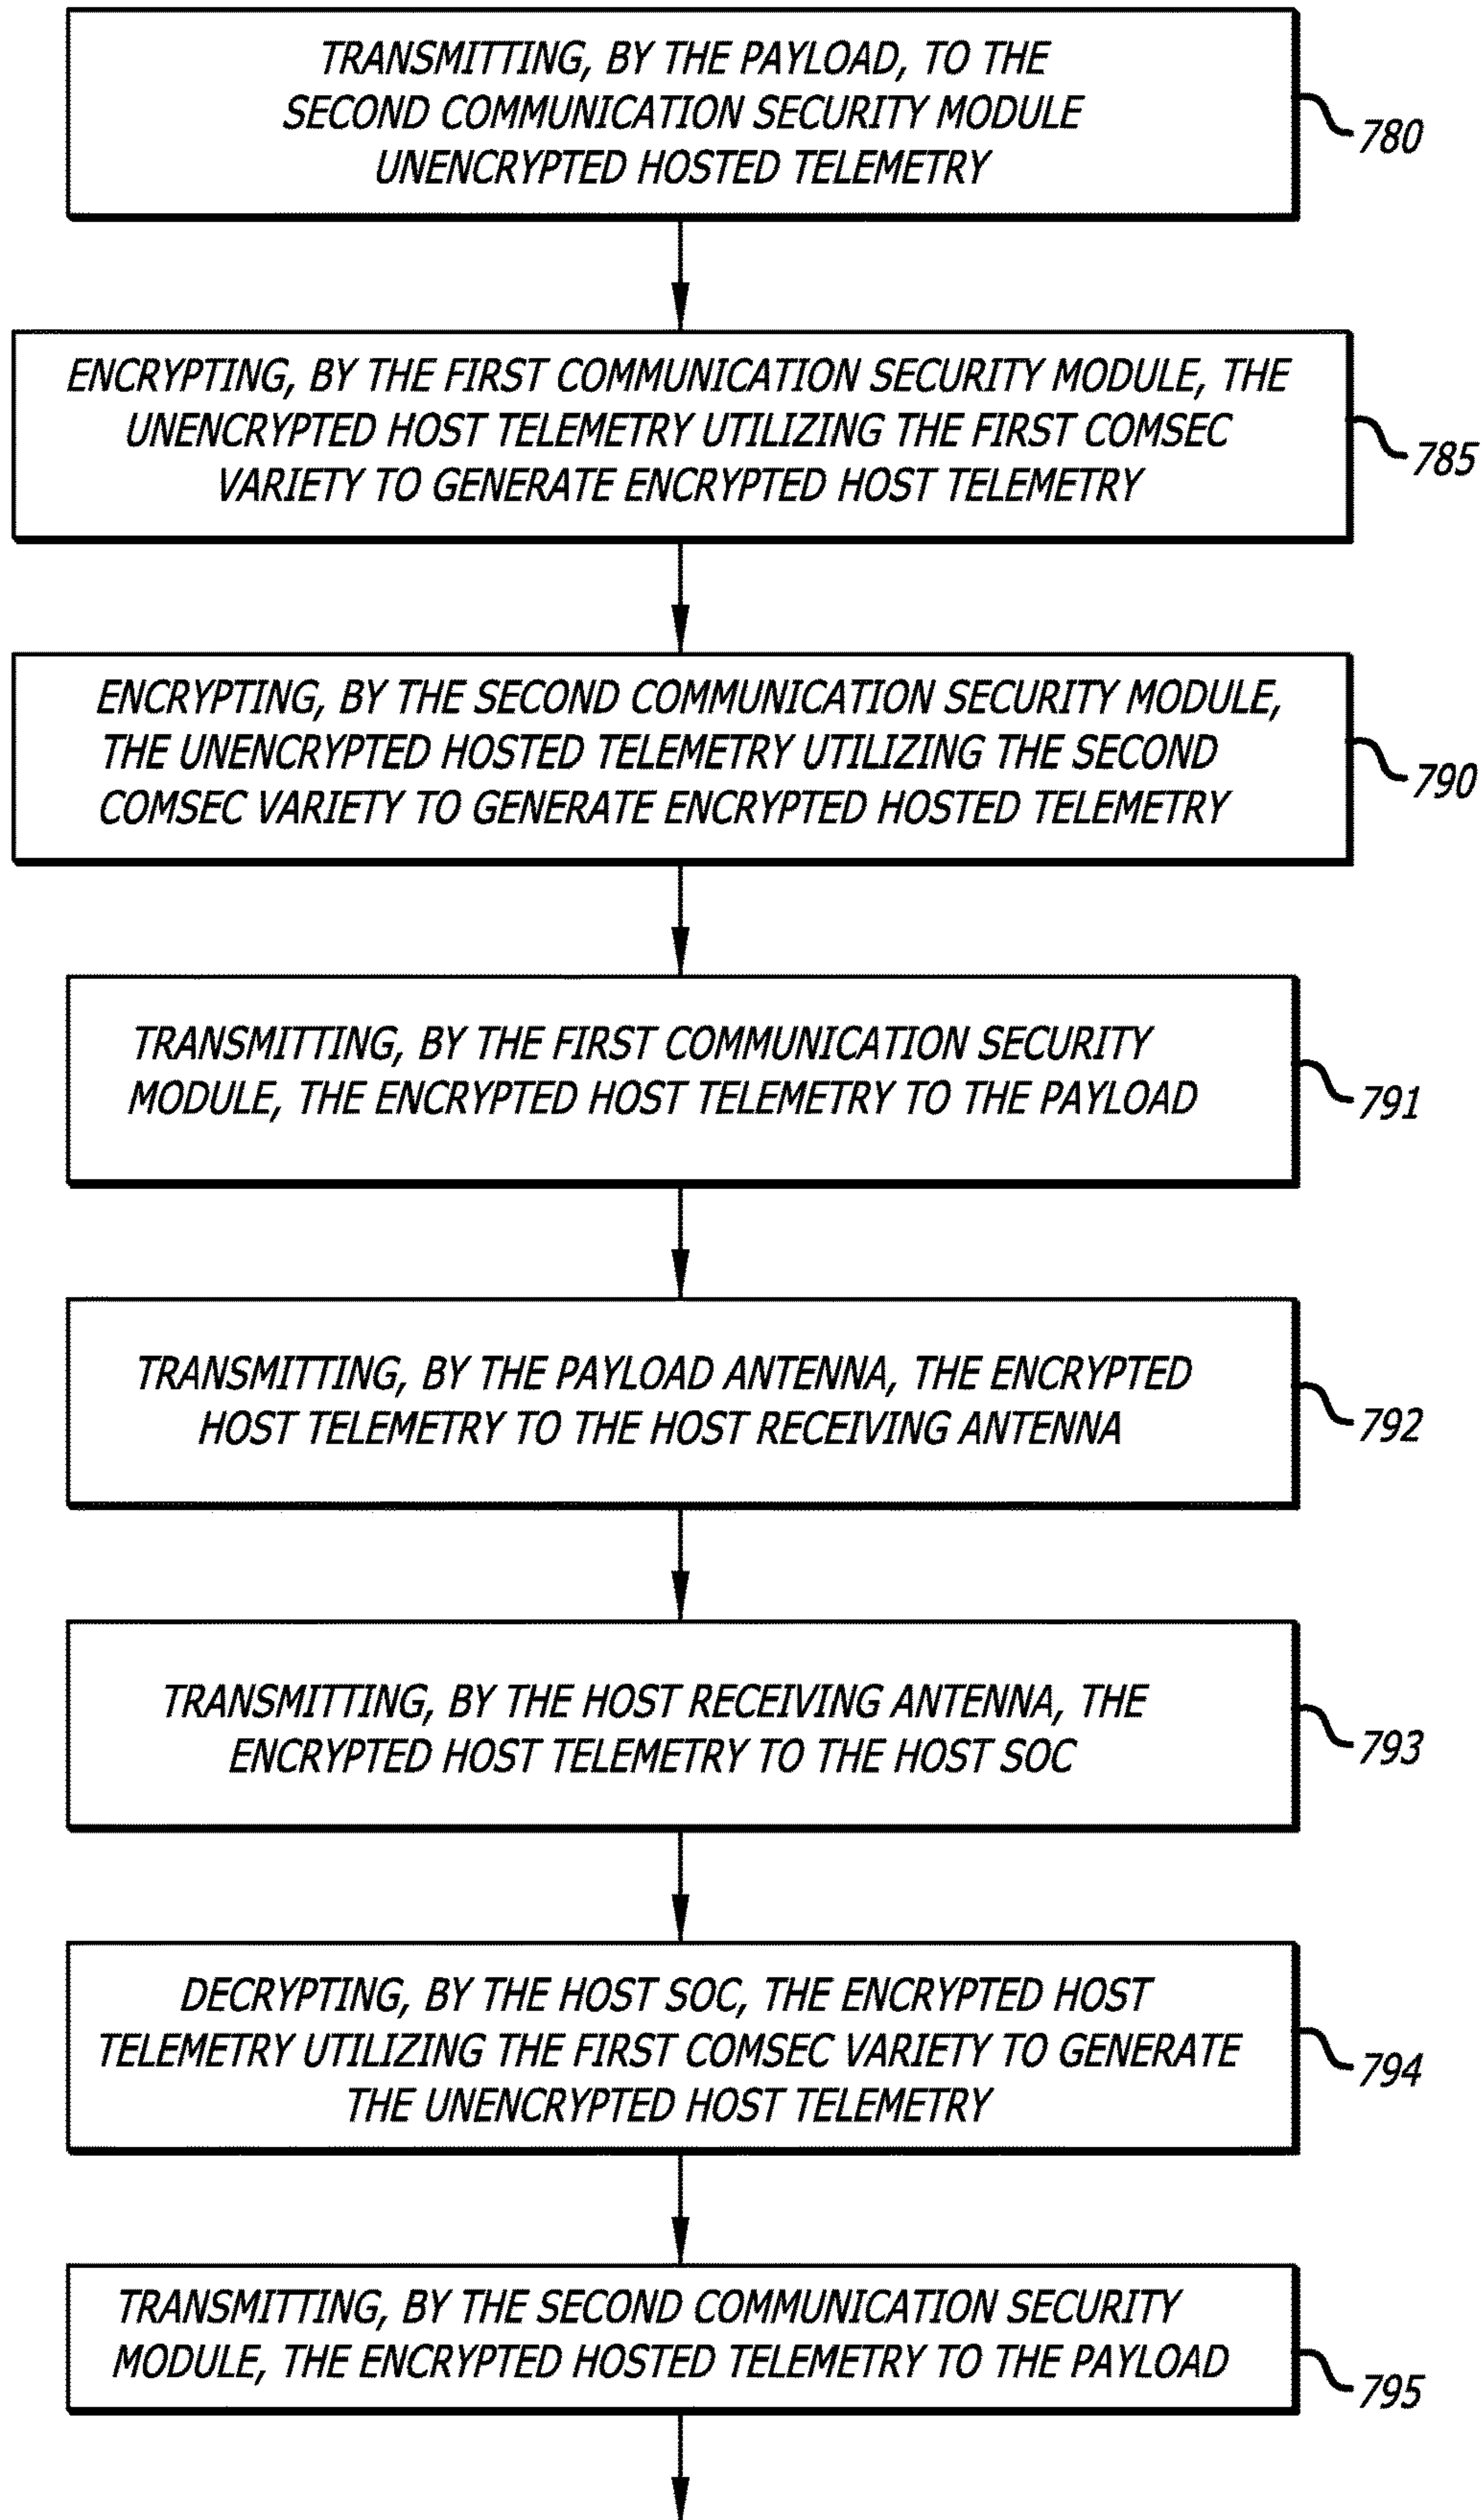 TRANSMITTING, BY THE PAYLOAD, TO THE
SECOND COMMUNICATION SECURITY MODULE
UNENCRYPTED HOSTED TELEMETRY
780
ENCRYPTING, BY THE FIRST COMMUNICATION SECURITY MODULE, THE
UNENCRYPTED HOST TELEMETRY UTILIZING THE FIRST COMSEC
VARIETY TO GENERATE ENCRYPTED HOST TELEMETRY
785
ENCRYPTING, BY THE SECOND COMMUNICATION SECURITY MODULE,
THE UNENCRYPTED HOSTED TELEMETRY UTILIZING THE SECOND
COMSEC VARIETY TO GENERATE ENCRYPTED HOSTED TELEMETRY
790
TRANSMITTING, BY THE FIRST COMMUNICATION SECURITY
MODULE, THE ENCRYPTED HOST TELEMETRY TO THE PAYLOAD
791
TRANSMITTING, BY THE PAYLOAD ANTENNA, THE ENCRYPTED
HOST TELEMETRY TO THE HOST RECEIVING ANTENNA
792
TRANSMITTING, BY THE HOST RECEIVING ANTENNA, THE
ENCRYPTED HOST TELEMETRY TO THE HOST SOC
793
DECRYPTING, BY THE HOST SOC, THE ENCRYPTED HOST
TELEMETRY UTILIZING THE FIRST COMSEC VARIETY TO GENERATE
THE UNENCRYPTED HOST TELEMETRY
794
TRANSMITTING, BY THE SECOND COMMUNICATION SECURITY
MODULE, THE ENCRYPTED HOSTED TELEMETRY TO THE PAYLOAD
795